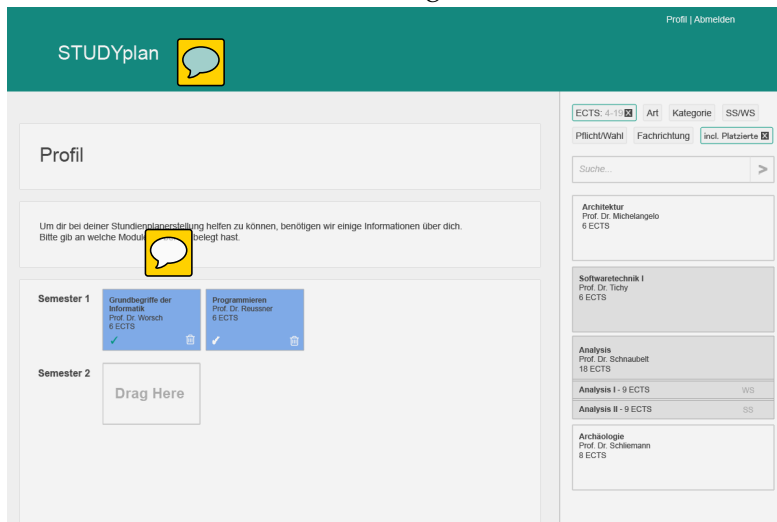 Profil | Abmelden
STUDYplan
ECTS: 4-19 Art Kategorie SS/WS
Pflicht/Wahl Fachrichtung incl. Platzierte
Suche...
Profil
Architektur
Prof. Dr. Michelangelo
6 ECTS
Um dir bei deiner Stundienplanerstellung helfen zu können, benötigen wir einige Informationen über dich.
Bitte gib an welche Module belegt hast.
Softwaretechnik I
Prof. Dr. Tichy
6 ECTS
Semester 1
Grundbegriffe der
Informatik
Prof. Dr. Worsch
6 ECTS
Programmieren
Prof. Dr. Reussner
6 ECTS
Analysis
Prof. Dr. Schnaubelt
18 ECTS
Analysis I - 9 ECTS WS
Analysis II - 9 ECTS SS
Semester 2
Drag Here
Archäologie
Prof. Dr. Schliemann
8 ECTS